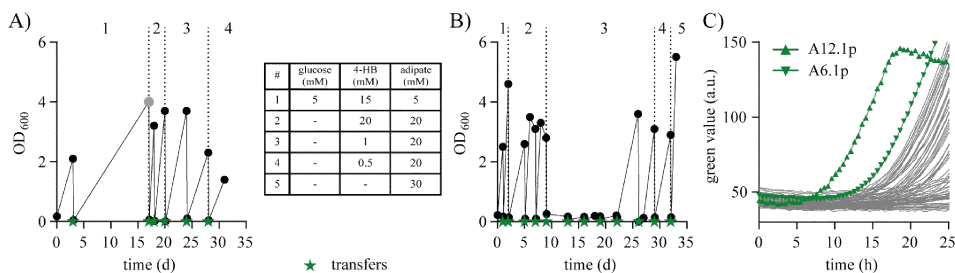 A)
1
2
3
4
OD600
6
4
2
0
0 5 10 15 20 25 30 35
time (d)
# glucose (mM) 4-HB (mM) adipate (mM)
1 5 15 5
2 - 20 20
3 - 1 20
4 - 0.5 20
5 - - 30
transfers
B)
1
2
3
4
5
OD600
6
4
2
0
0 5 10 15 20 25 30 35
time (d)
C)
A12.1p
A6.1p
green value (a.u.)
150
100
50
0 5 10 15 20 25
time (h)